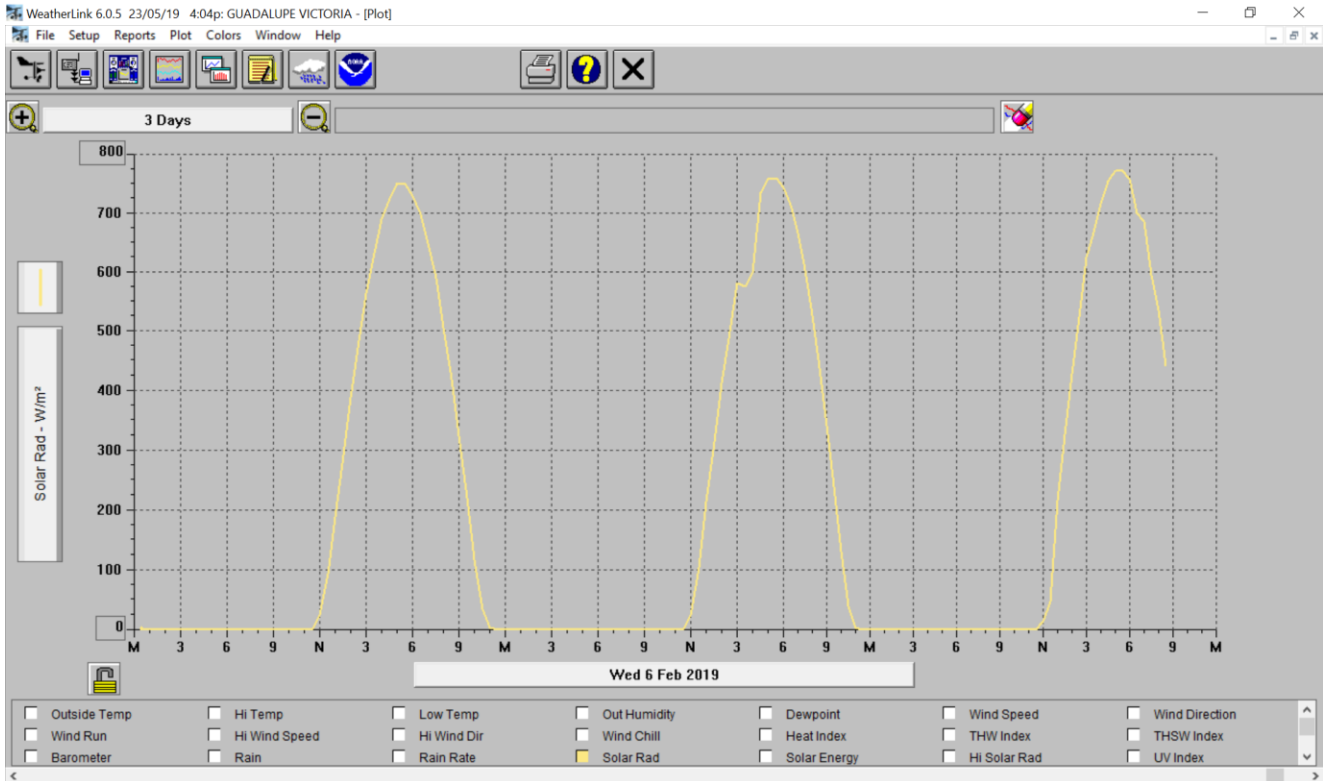 WeatherLink 6.0.5 23/05/19 4:04p: GUADALUPE VICTORIA - [Plot]
File Setup Reports Plot Colors Window Help
3 Days
800
700
600
500
400
300
200
100
0
Solar Rad - W/m²
M 3 6 9 N 3 6 9 M 3 6 9 N 3 6 9 M 3 6 9 N 3 6 9 M
Wed 6 Feb 2019
Outside Temp Hi Temp Low Temp Out Humidity Dewpoint Wind Speed Wind Direction
Wind Run Hi Wind Speed Hi Wind Dir Wind Chill Heat Index THW Index THSW Index
Barometer Rain Rain Rate Solar Rad Solar Energy Hi Solar Rad UV Index